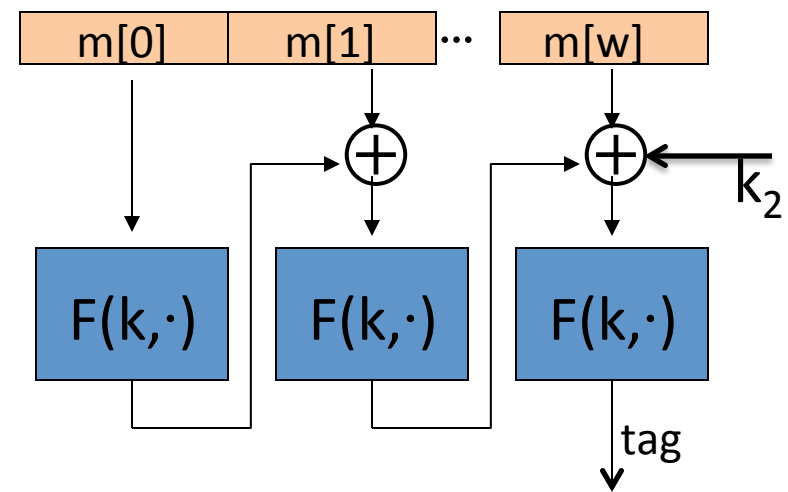 m[0] m[1] ... m[w]
k₂
F(k,·) F(k,·) F(k,·)
tag